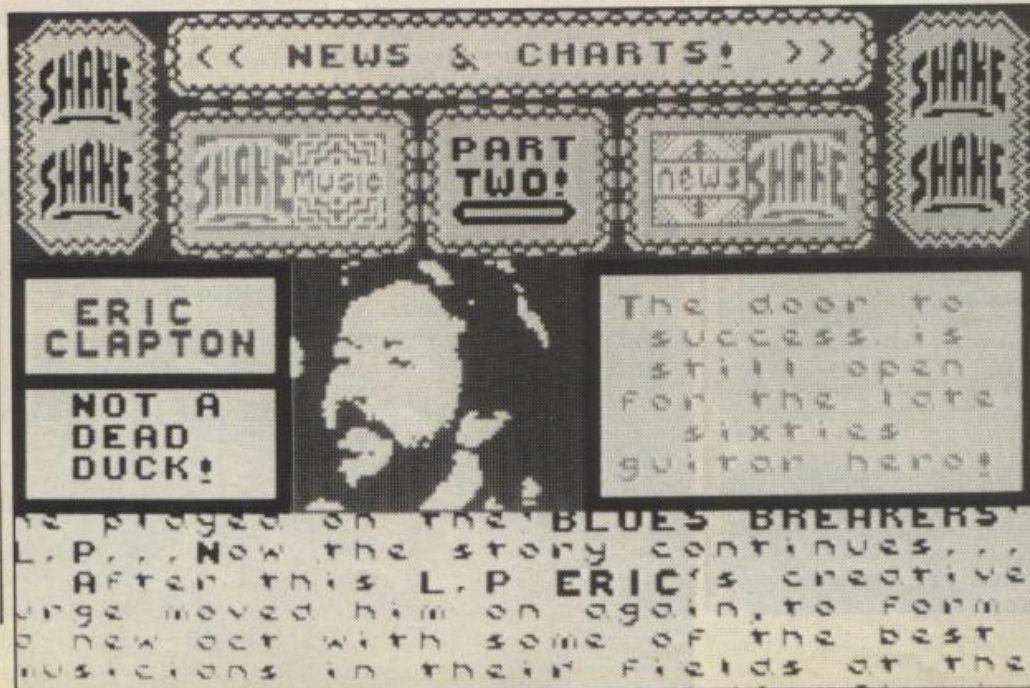 << NEWS & CHARTS! >>
SHAKE
SHAKE
SHAKE Music
PART
TWO!
news SHAKE
SHAKE
SHAKE
ERIC
CLAPTON
NOT A
DEAD
DUCK!
The door to
success is
still open
for the late
sixties
guitar hero!
he played on the BLUES BREAKERS
L.P... Now the story continues...
After this L.P ERIC's creative
urge moved him on again, to form
a new act with some of the best
musicians in their fields at the